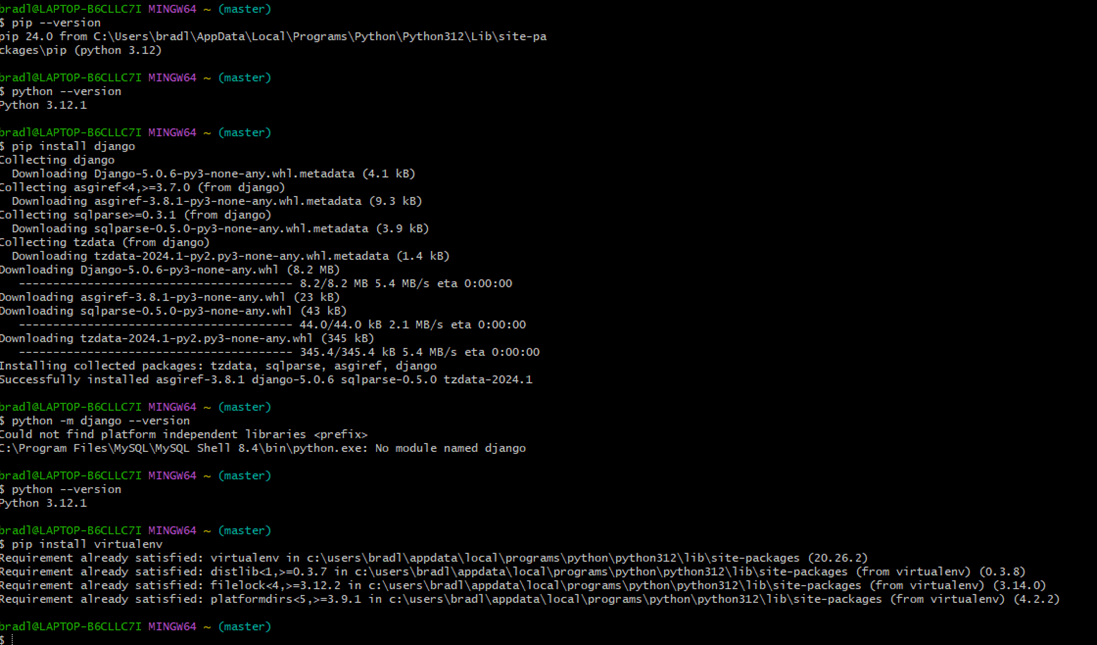 bradl@LAPTOP-B6CLLC7I MINGW64 ~ (master)
$ pip --version
pip 24.0 from C:\Users\bradl\AppData\Local\Programs\Python\Python312\Lib\site-pa
ckages\pip (python 3.12)
bradl@LAPTOP-B6CLLC7I MINGW64 ~ (master)
$ python --version
Python 3.12.1
bradl@LAPTOP-B6CLLC7I MINGW64 ~ (master)
$ pip install django
Collecting django
  Downloading Django-5.0.6-py3-none-any.whl.metadata (4.1 kB)
Collecting asgiref<4,>=3.7.0 (from django)
  Downloading asgiref-3.8.1-py3-none-any.whl.metadata (9.3 kB)
Collecting sqlparse>=0.3.1 (from django)
  Downloading sqlparse-0.5.0-py3-none-any.whl.metadata (3.9 kB)
Collecting tzdata (from django)
  Downloading tzdata-2024.1-py2.py3-none-any.whl.metadata (1.4 kB)
Downloading Django-5.0.6-py3-none-any.whl (8.2 MB)
   ---------------------------------------- 8.2/8.2 MB 5.4 MB/s eta 0:00:00
Downloading asgiref-3.8.1-py3-none-any.whl (23 kB)
Downloading sqlparse-0.5.0-py3-none-any.whl (43 kB)
   ---------------------------------------- 44.0/44.0 kB 2.1 MB/s eta 0:00:00
Downloading tzdata-2024.1-py2.py3-none-any.whl (345 kB)
   ---------------------------------------- 345.4/345.4 kB 5.4 MB/s eta 0:00:00
Installing collected packages: tzdata, sqlparse, asgiref, django
Successfully installed asgiref-3.8.1 django-5.0.6 sqlparse-0.5.0 tzdata-2024.1
bradl@LAPTOP-B6CLLC7I MINGW64 ~ (master)
$ python -m django --version
Could not find platform independent libraries <prefix>
C:\Program Files\MySQL\MySQL Shell 8.4\bin\python.exe: No module named django
bradl@LAPTOP-B6CLLC7I MINGW64 ~ (master)
$ python --version
Python 3.12.1
bradl@LAPTOP-B6CLLC7I MINGW64 ~ (master)
$ pip install virtualenv
Requirement already satisfied: virtualenv in c:\users\bradl\appdata\local\programs\python\python312\lib\site-packages (20.26.2)
Requirement already satisfied: distlib<1,>=0.3.7 in c:\users\bradl\appdata\local\programs\python\python312\lib\site-packages (from virtualenv) (0.3.8)
Requirement already satisfied: filelock<4,>=3.12.2 in c:\users\bradl\appdata\local\programs\python\python312\lib\site-packages (from virtualenv) (3.14.0)
Requirement already satisfied: platformdirs<5,>=3.9.1 in c:\users\bradl\appdata\local\programs\python\python312\lib\site-packages (from virtualenv) (4.2.2)
bradl@LAPTOP-B6CLLC7I MINGW64 ~ (master)
$